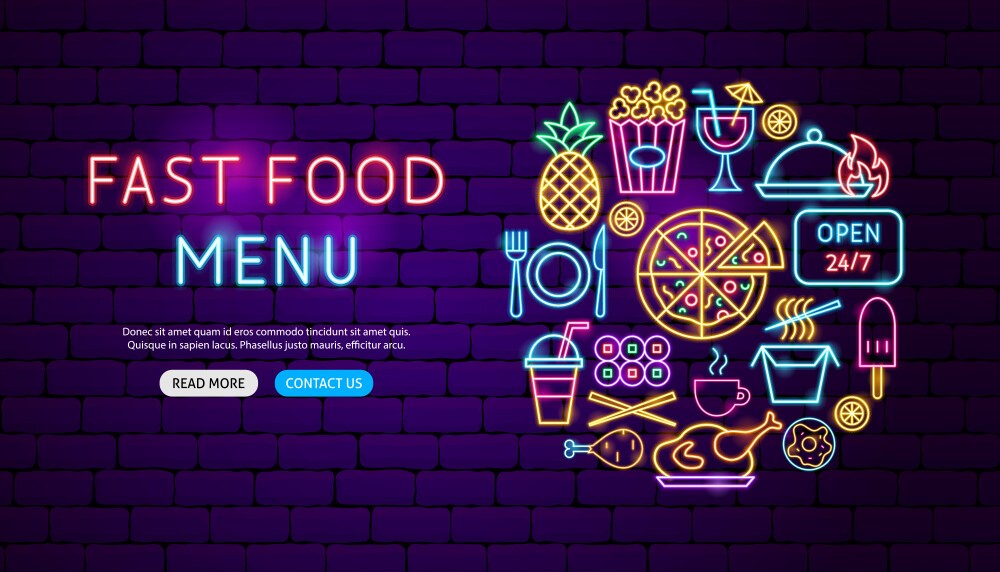 FAST FOOD
MENU
Donec sit amet quam id eros commodo tincidunt sit amet quis.
Quisque in sapien lacus. Phasellus justo mauris, efficitur arcu.
READ MORE
CONTACT US
OPEN
24/7